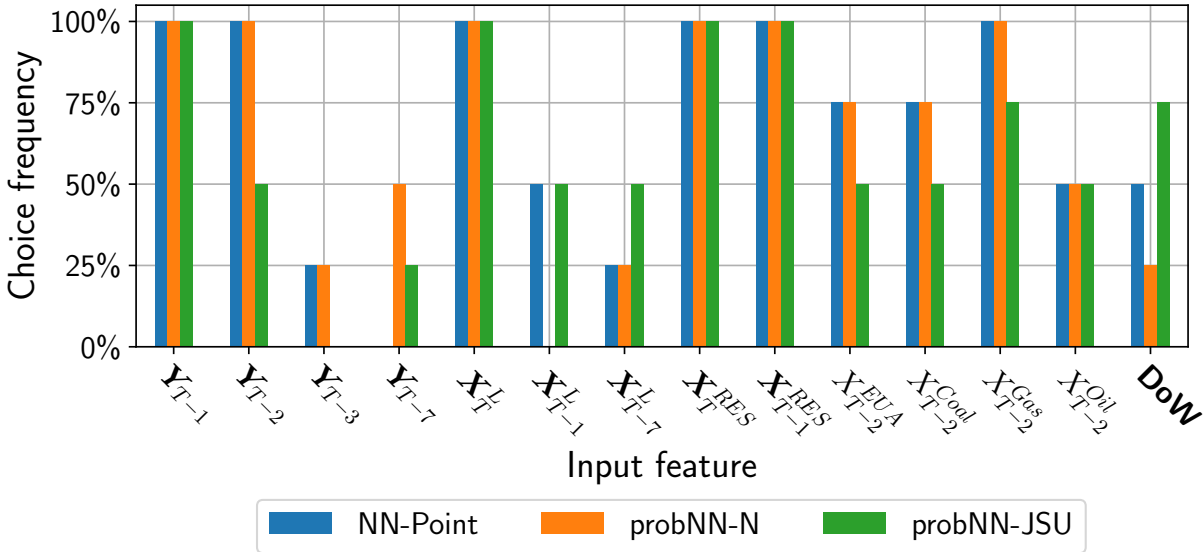 100%
75%
50%
25%
0%
Choice frequency
Y_{T−1}
Y_{T−2}
Y_{T−3}
Y_{T−7}
X_T^L
X_{T−1}^L
X_{T−7}^L
X_T^{RES}
X_{T−1}^{RES}
X_{T−2}^{EUA}
X_{T−2}^{Coal}
X_{T−2}^{Gas}
X_{T−2}^{Oil}
DoW
Input feature
NN-Point probNN-N probNN-JSU